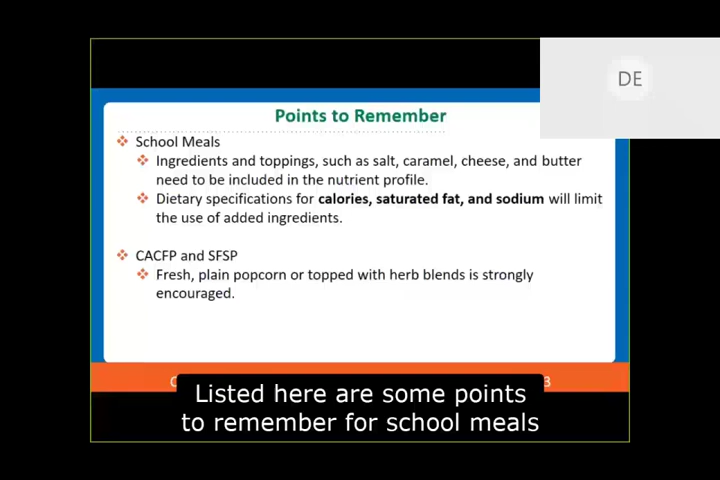 DE
Points to Remember
❖ School Meals
❖ Ingredients and toppings, such as salt, caramel, cheese, and butter
need to be included in the nutrient profile.
❖ Dietary specifications for calories, saturated fat, and sodium will limit
the use of added ingredients.
❖ CACFP and SFSP
❖ Fresh, plain popcorn or topped with herb blends is strongly
encouraged.
Listed here are some points
to remember for school meals